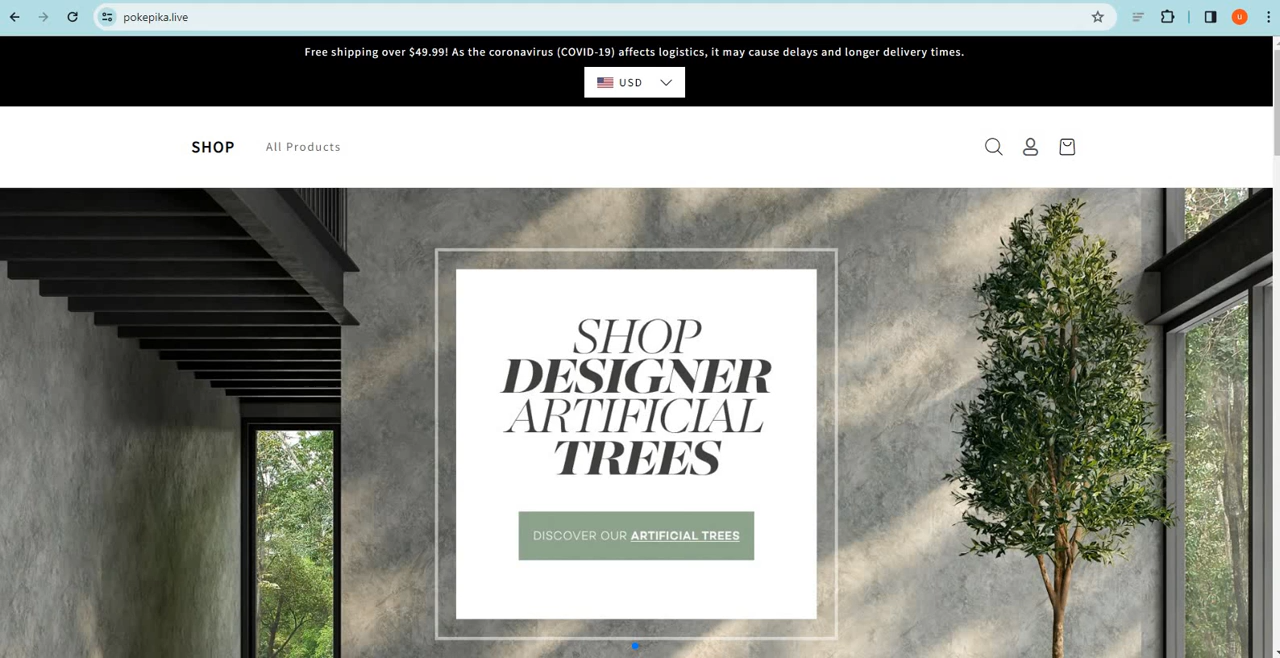 pokepika.live
u
Free shipping over $49.99! As the coronavirus (COVID-19) affects logistics, it may cause delays and longer delivery times.
USD
SHOP
All Products
SHOP
DESIGNER
ARTIFICIAL
TREES
DISCOVER OUR ARTIFICIAL TREES